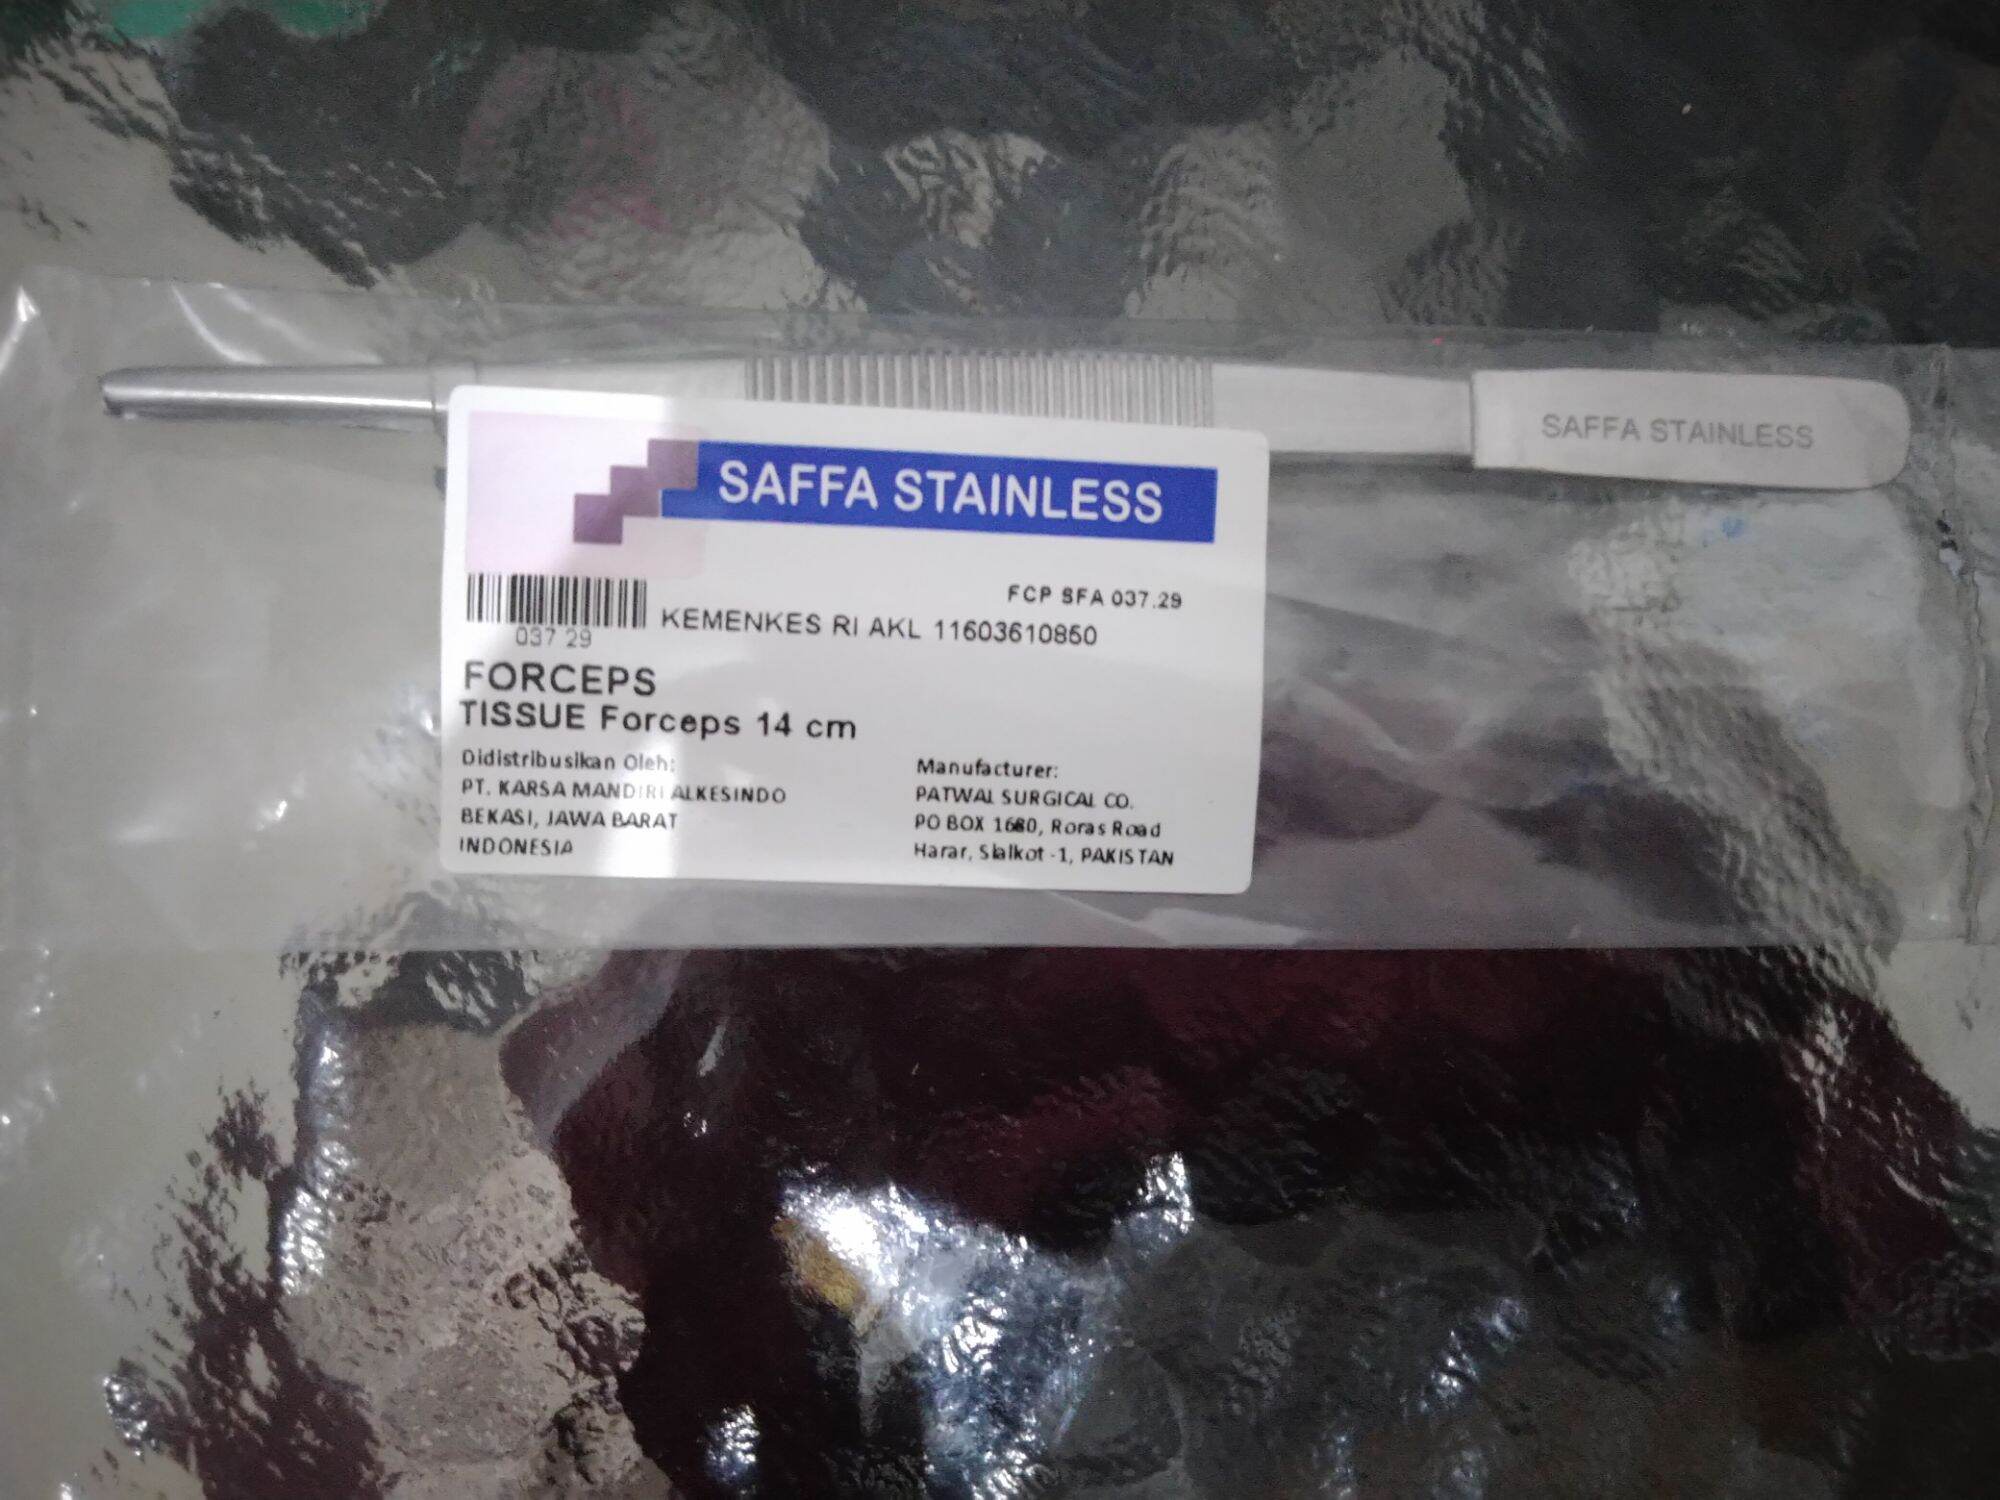 SAFFA STAINLESS
SAFFA STAINLESS
FCP SFA 037.29
KEMENKES RI AKL 11603610850
037 29
FORCEPS
TISSUE Forceps 14 cm
Didistribusikan Oleh:
PT. KARSA MANDIRI ALKESINDO
BEKASI, JAWA BARAT
INDONESIA
Manufacturer:
PATWAL SURGICAL CO.
PO BOX 1680, Roras Road
Harar, Sialkot -1, PAKISTAN